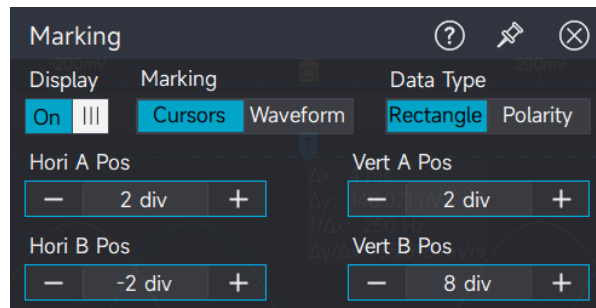 Marking
Display Marking Data Type
On Cursors Waveform Rectangle Polarity
Hori A Pos Vert A Pos
− 2 div + − 2 div +
Hori B Pos Vert B Pos
− -2 div + − 8 div +